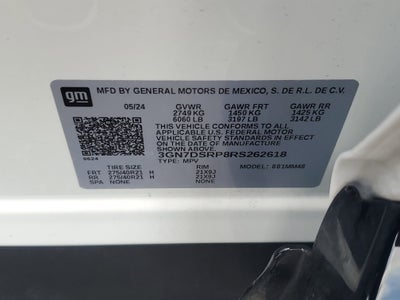 gm
MFD BY GENERAL MOTORS DE MEXICO, S. DE R.L. DE C.V.
05/24 GVWR GAWR FRT GAWR RR
2749 KG 1450 KG 1425 KG
6060 LB 3197 LB 3142 LB
THIS VEHICLE CONFORMS TO ALL
APPLICABLE U.S. FEDERAL MOTOR
VEHICLE SAFETY STANDARDS IN EFFECT
ON THE DATE OF MANUFACTURE SHOWN ABOVE.
3GN7DSRP8RS262618
0624 TYPE: MPV MODEL:
TIRE SIZE RIM
FRT 275/40R21 H 21X9J
RR 275/40R21 H 21X9J
SPA NONE NONE